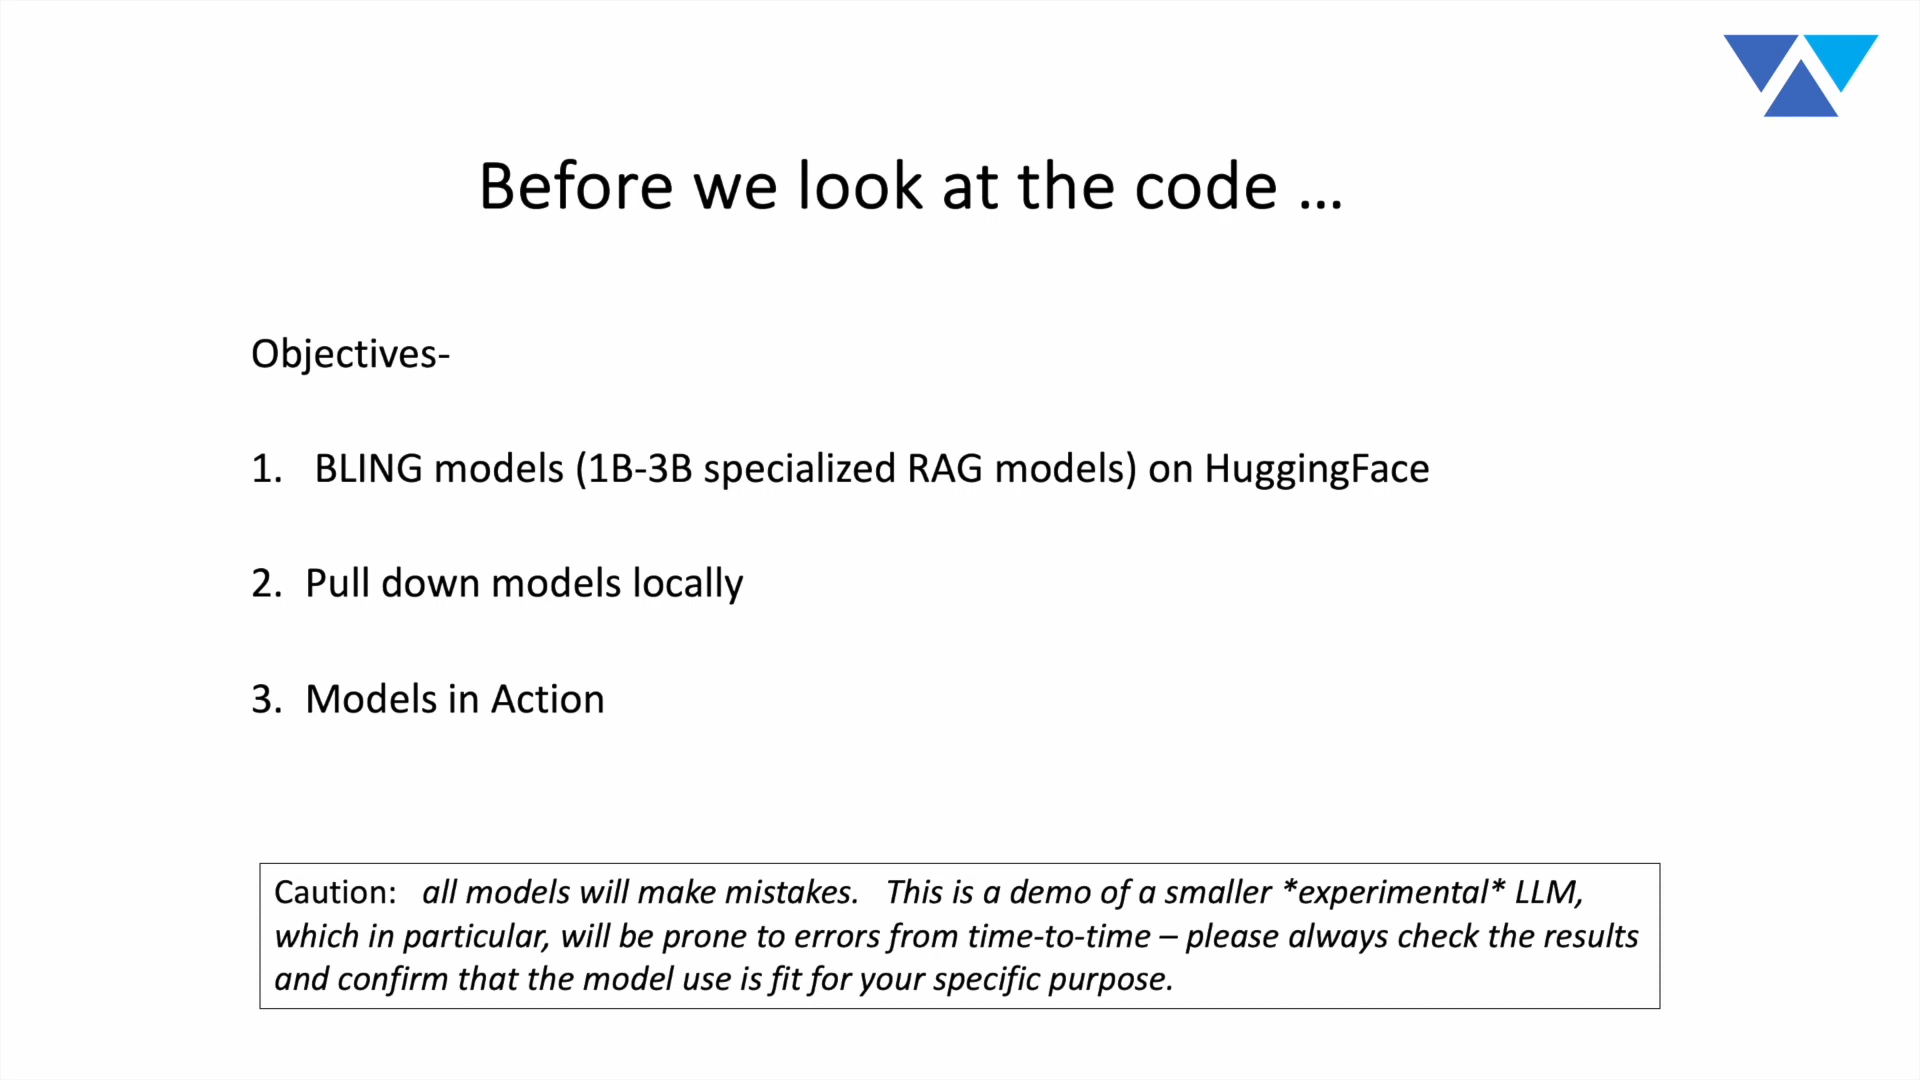 Before we look at the code ...
Objectives-
1. BLING models (1B-3B specialized RAG models) on HuggingFace
2. Pull down models locally
3. Models in Action
Caution: all models will make mistakes. This is a demo of a smaller *experimental* LLM,
which in particular, will be prone to errors from time-to-time – please always check the results
and confirm that the model use is fit for your specific purpose.